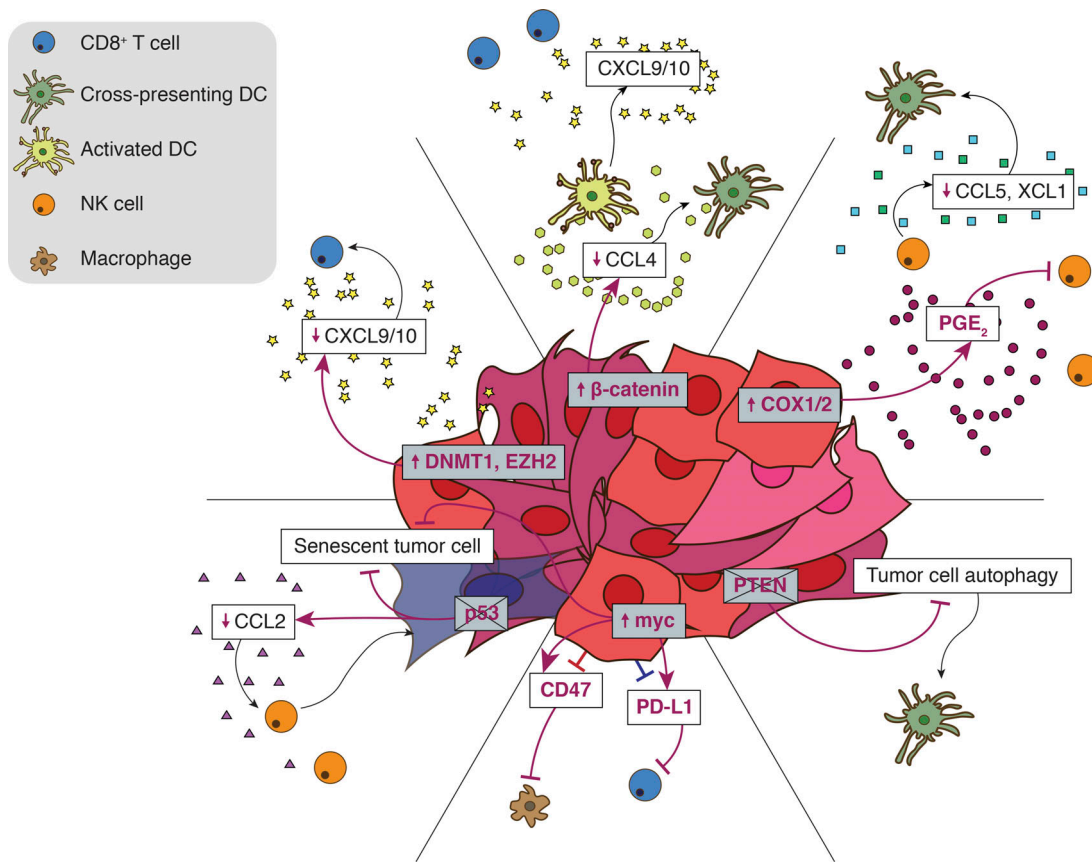 CD8⁺ T cell
Cross-presenting DC
Activated DC
NK cell
Macrophage
CXCL9/10
↓ CCL4
↓ CCL5, XCL1
PGE₂
↓ CXCL9/10
↑ β-catenin
↑ COX1/2
↑ DNMT1, EZH2
Senescent tumor cell
Tumor cell autophagy
PTEN
p53
↑ myc
↓ CCL2
CD47
PD-L1